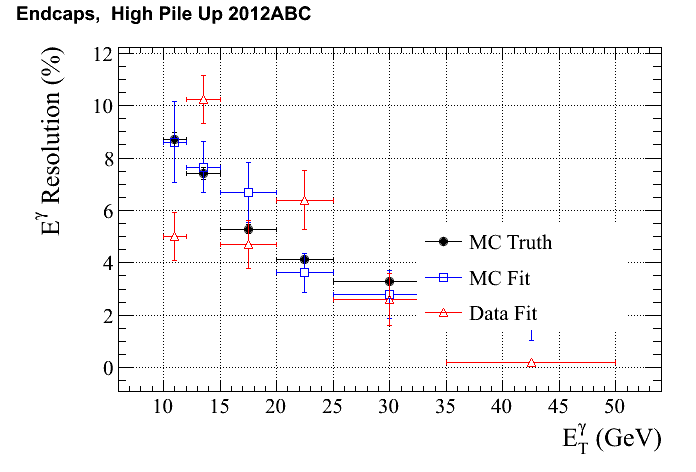 Endcaps, High Pile Up 2012ABC
E^γ Resolution (%)
12
10
8
6
4
2
0
MC Truth
MC Fit
Data Fit
10 15 20 25 30 35 40 45 50
E_T^γ (GeV)